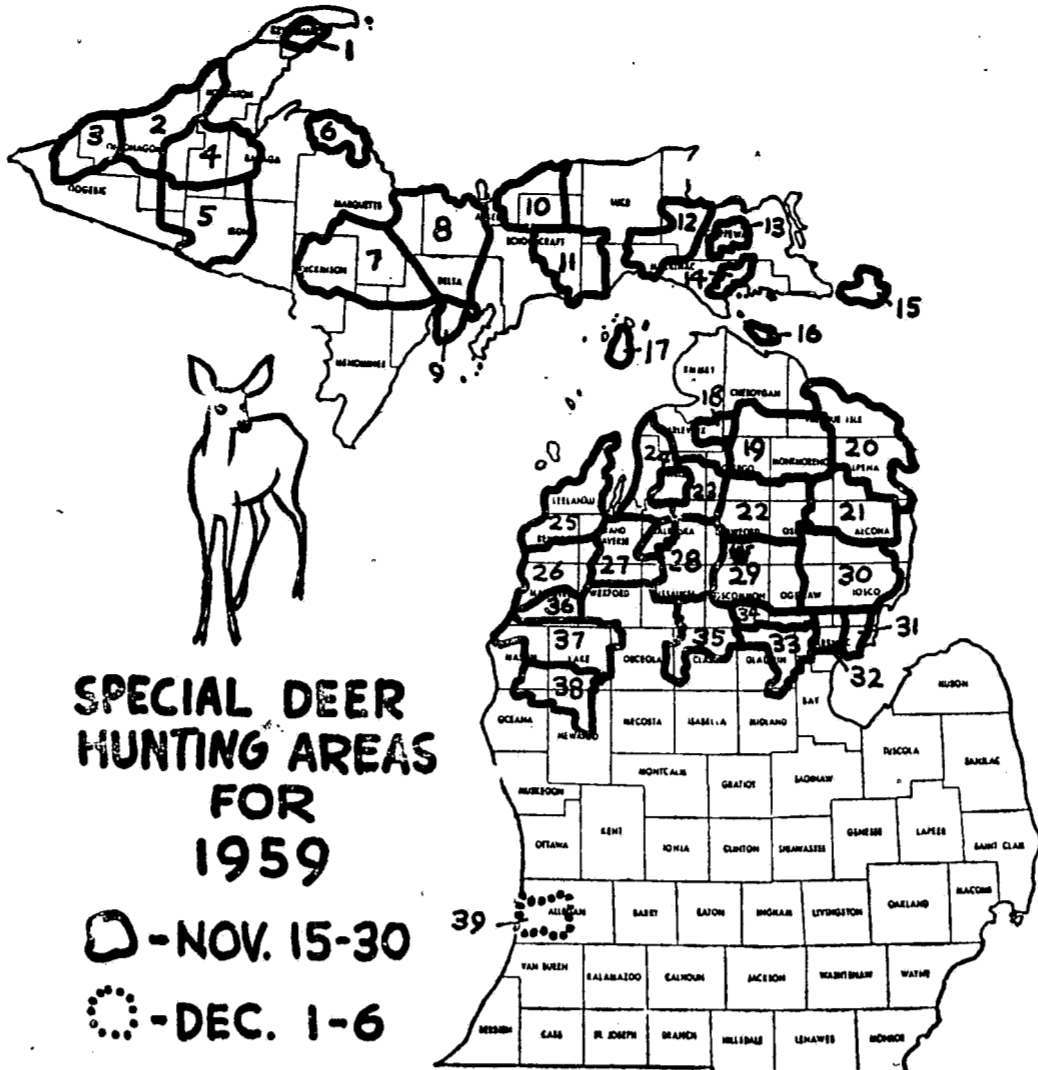 1
2
3
4
5
6
7
8
9
10
11
12
13
14
15
16
17
18
19
20
21
22
23
25
26
27
28
29
30
31
32
33
34
35
36
37
38
39
BARAGA
IRON
MARQUETTE
DICKINSON
MENOMINEE
DELTA
SCHOOLCRAFT
LUCE
EMMET
CHEBOYGAN
ALPENA
LEELANAU
ALCONA
WEXFORD
IOSCO
MASON
LAKE
OSCEOLA
CLARE
GLADWIN
OCEANA
NEWAYGO
MECOSTA
ISABELLA
MIDLAND
BAY
HURON
TUSCOLA
SANILAC
MONTCALM
GRATIOT
SAGINAW
MUSKEGON
OTTAWA
KENT
IONIA
CLINTON
SHIAWASSEE
GENESEE
LAPEER
SAINT CLAIR
MACOMB
OAKLAND
ALLEGAN
BARRY
EATON
INGHAM
LIVINGSTON
VAN BUREN
KALAMAZOO
CALHOUN
JACKSON
WASHTENAW
WAYNE
BERRIEN
CASS
ST. JOSEPH
BRANCH
HILLSDALE
LENAWEE
MONROE
SPECIAL DEER
HUNTING AREAS
FOR
1959
-NOV. 15-30
-DEC. 1-6